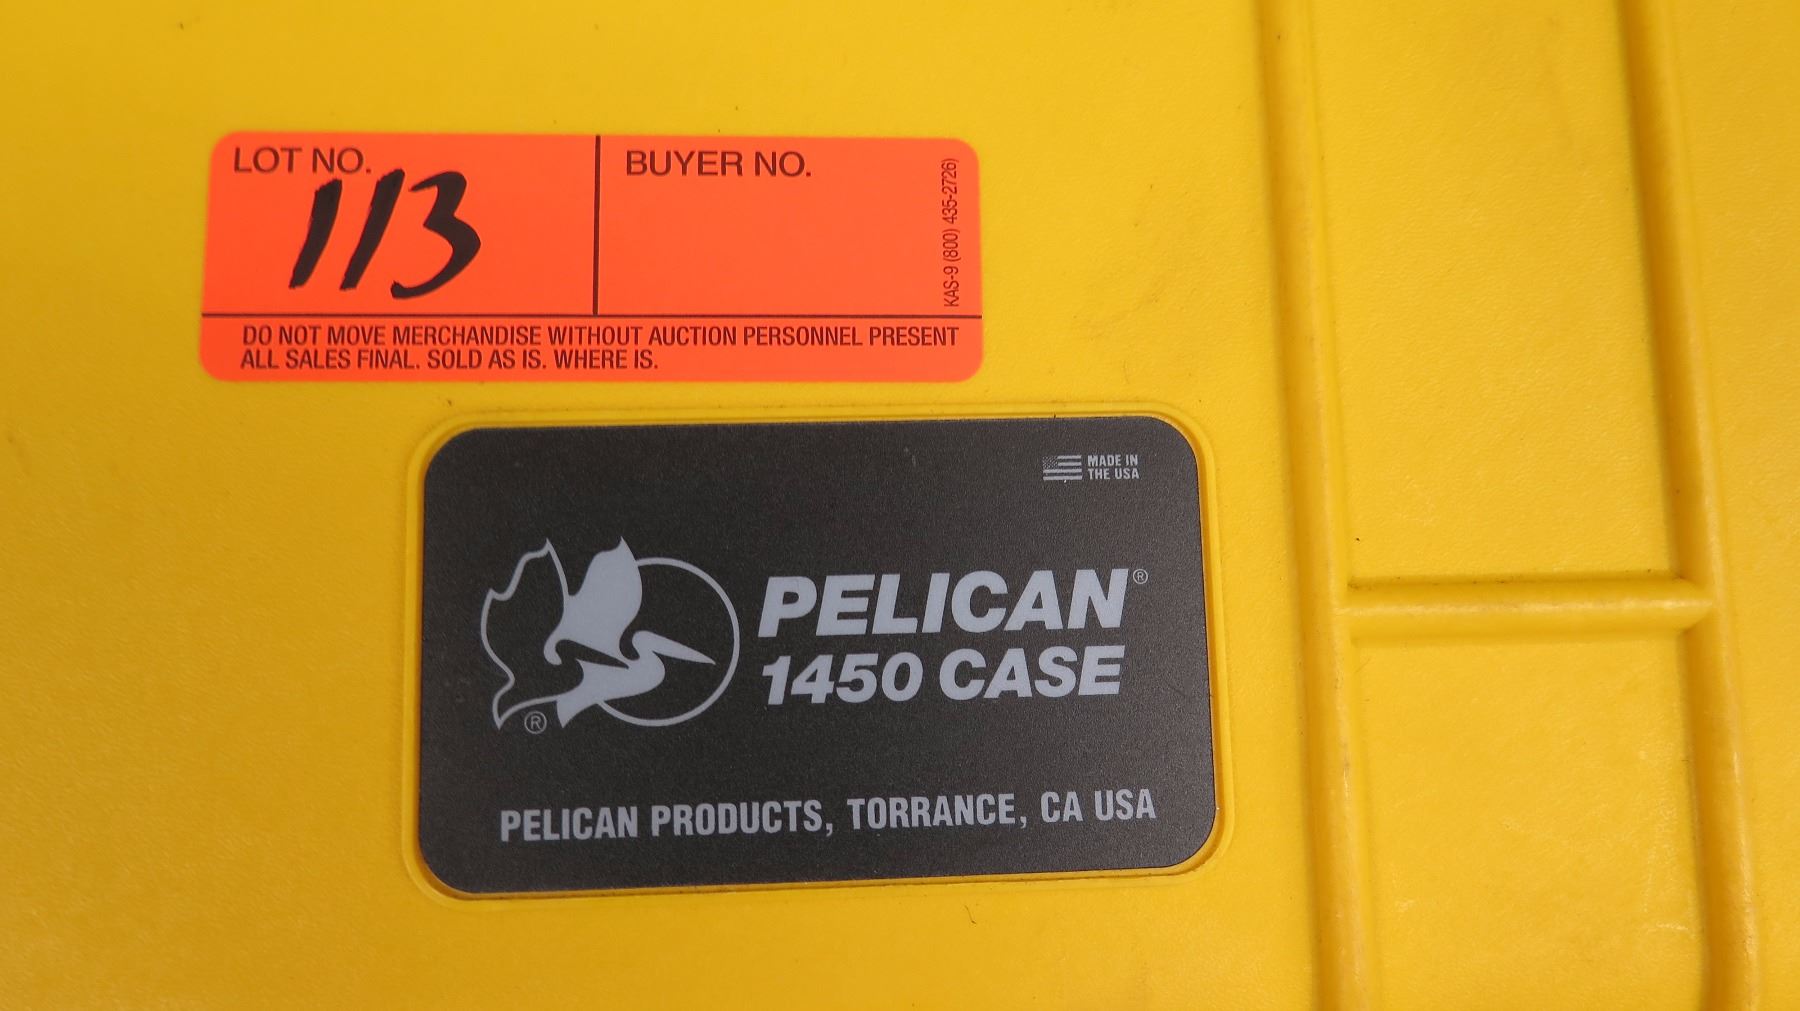 LOT NO.
113
BUYER NO.
KAS-9 (800) 435-2726)
DO NOT MOVE MERCHANDISE WITHOUT AUCTION PERSONNEL PRESENT
ALL SALES FINAL. SOLD AS IS. WHERE IS.
MADE IN
THE USA
PELICAN®
1450 CASE
®
PELICAN PRODUCTS, TORRANCE, CA USA